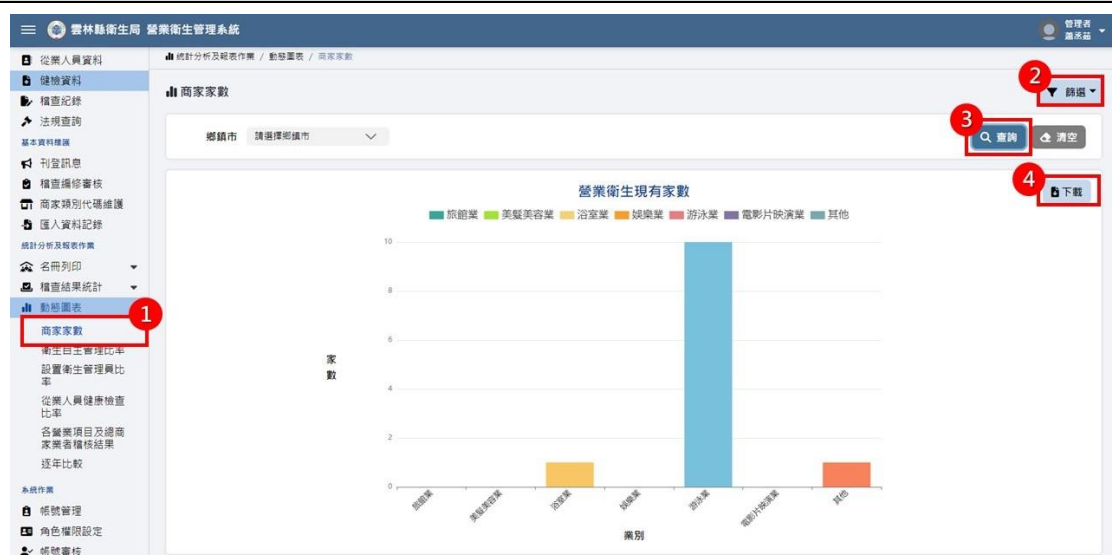 雲林縣衛生局 營業衛生管理系統
管理者
蕭丞茹
從業人員資料
健檢資料
稽查紀錄
法規查詢
基本資料維護
刊登訊息
稽查編修審核
商家類別代碼維護
匯入資料記錄
統計分析及報表作業
名冊列印
稽查結果統計
動態圖表
1
商家家數
衛生自主管理比率
設置衛生管理員比
率
從業人員健康檢查
比率
各營業項目及總商
家業者稽核結果
逐年比較
系統作業
帳號管理
角色權限設定
帳號審核
統計分析及報表作業 / 動態圖表 / 商家家數
商家家數
2
篩選
鄉鎮市 請選擇鄉鎮市
3
查詢
清空
4
下載
營業衛生現有家數
旅館業 美髮美容業 浴室業 娛樂業 游泳業 電影片映演業 其他
10
8
6
4
2
0
家
數
旅館業
美髮美容業
浴室業
娛樂業
游泳業
電影片映演業
其他
業別